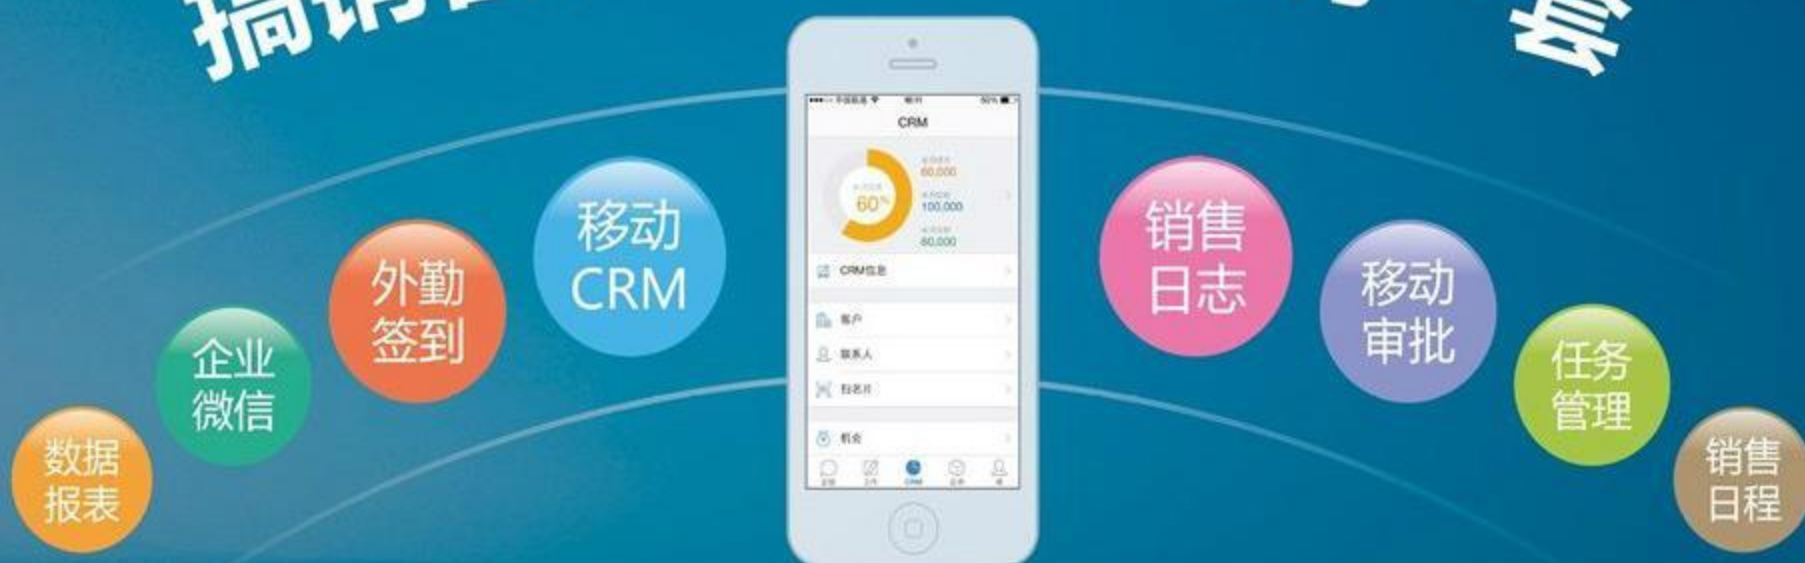 搞销
套
数据
报表
企业
微信
外勤
签到
移动
CRM
CRM
60%
60,000
100,000
80,000
CRM信息
客户
联系人
扫名片
机会
CRM
销售
日志
移动
审批
任务
管理
销售
日程